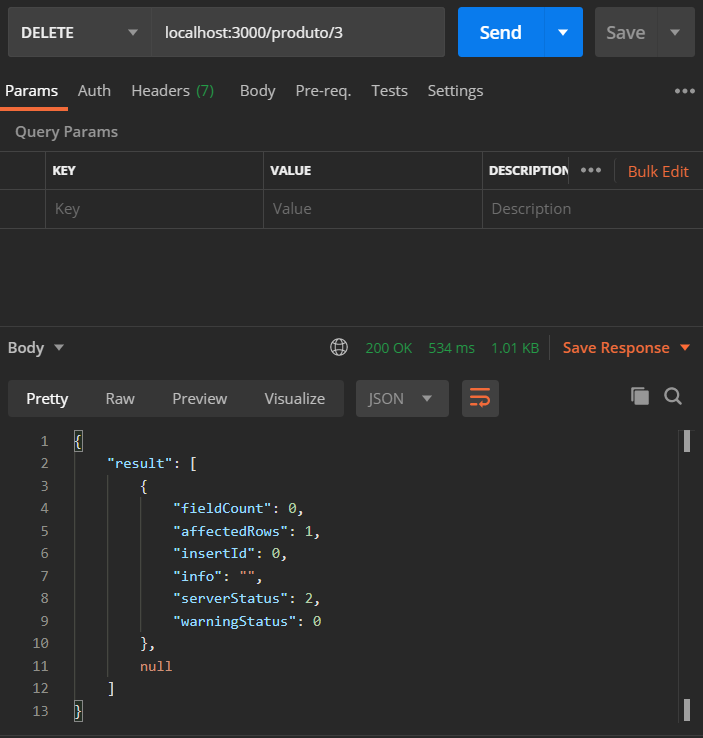 DELETE localhost:3000/produto/3 Send Save
Params Auth Headers (7) Body Pre-req. Tests Settings
Query Params
KEY VALUE DESCRIPTION Bulk Edit
Key Value Description
Body 200 OK 534 ms 1.01 KB Save Response
Pretty Raw Preview Visualize JSON
1 {
2 "result": [
3 {
4 "fieldCount": 0,
5 "affectedRows": 1,
6 "insertId": 0,
7 "info": "",
8 "serverStatus": 2,
9 "warningStatus": 0
10 },
11 null
12 ]
13 }